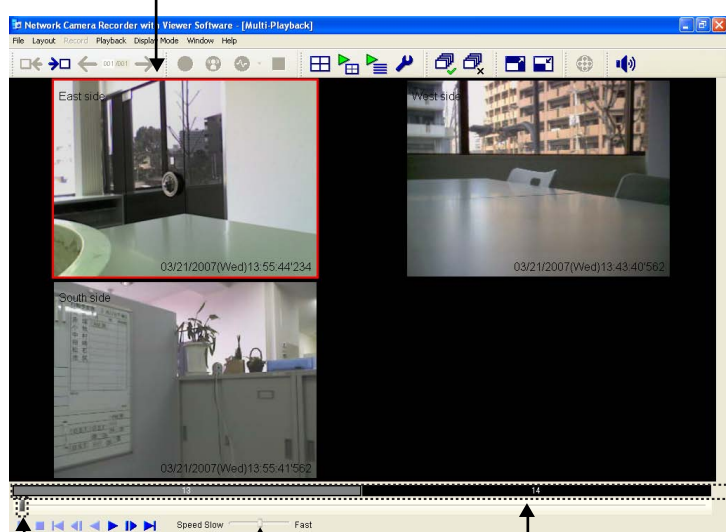 Network Camera Recorder with Viewer Software - [Multi-Playback]
File Layout Record Playback Display Mode Window Help
001/001
East side
West side
03/21/2007(Wed)13:55:44'234
03/21/2007(Wed)13:43:40'562
South side
03/21/2007(Wed)13:55:41'562
13
14
Speed Slow
Fast